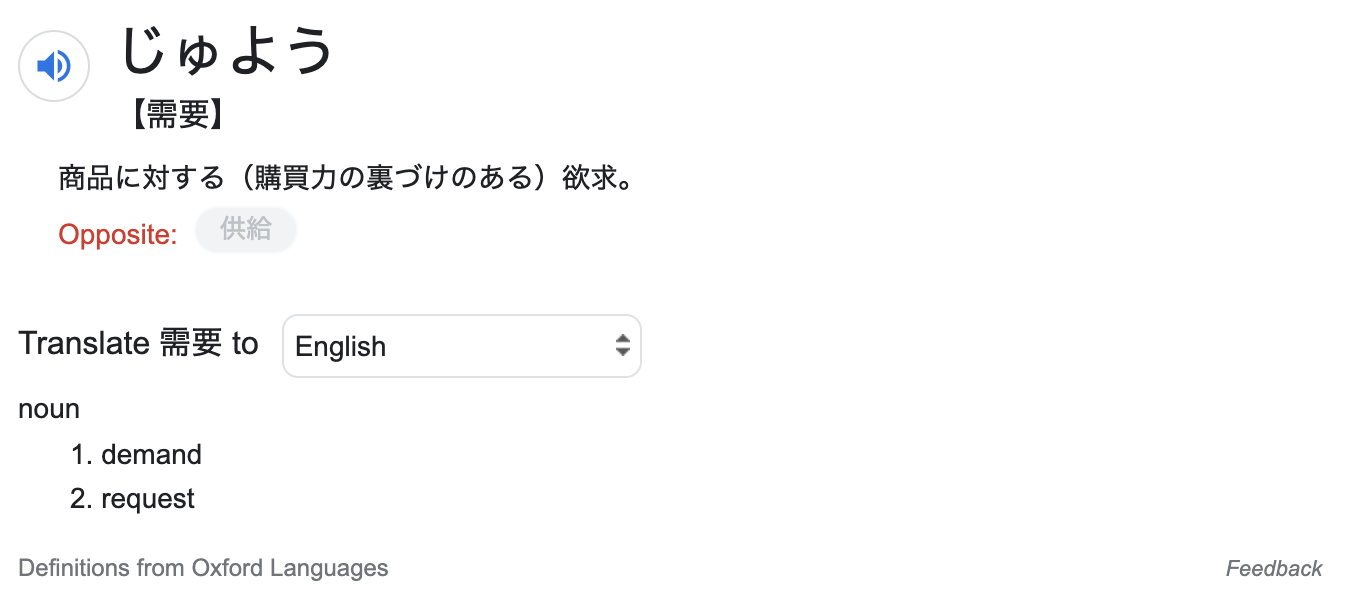 じゅよう
【需要】
商品に対する（購買力の裏づけのある）欲求。
Opposite: 供給
Translate 需要 to English
noun
1. demand
2. request
Definitions from Oxford Languages
Feedback